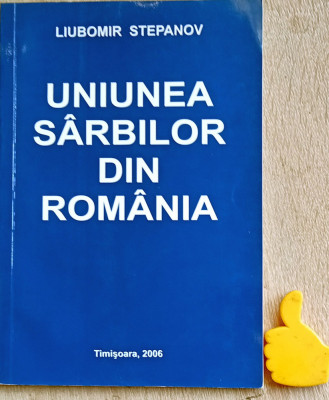 LIUBOMIR STEPANOV
UNIUNEA
SÂRBILOR
DIN
ROMÂNIA
Timişoara, 2006